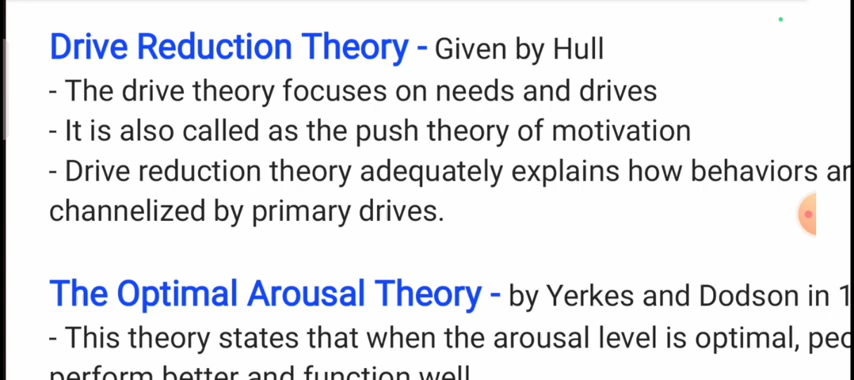 Drive Reduction Theory - Given by Hull
- The drive theory focuses on needs and drives
- It is also called as the push theory of motivation
- Drive reduction theory adequately explains how behaviors
channelized by primary drives.
The Optimal Arousal Theory - by Yerkes and Dodson in
- This theory states that when the arousal level is optimal,
perform better and function well